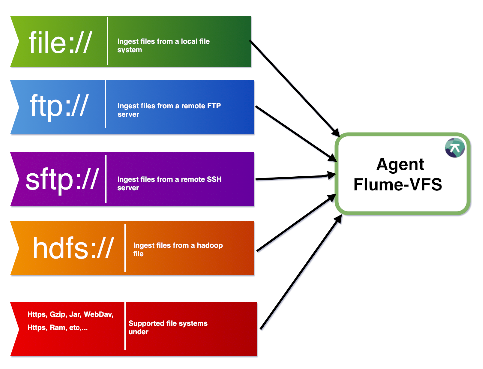 file://
Ingest files from a local file
system
ftp://
Ingest files from a remote FTP
server
sftp://
Ingest files from a remote SSH
server
hdfs://
Ingest files from a hadoop
file
Https, Gzip, Jar, WebDav,
Https, Ram, etc,...
Supported file systems
under
Agent
Flume-VFS